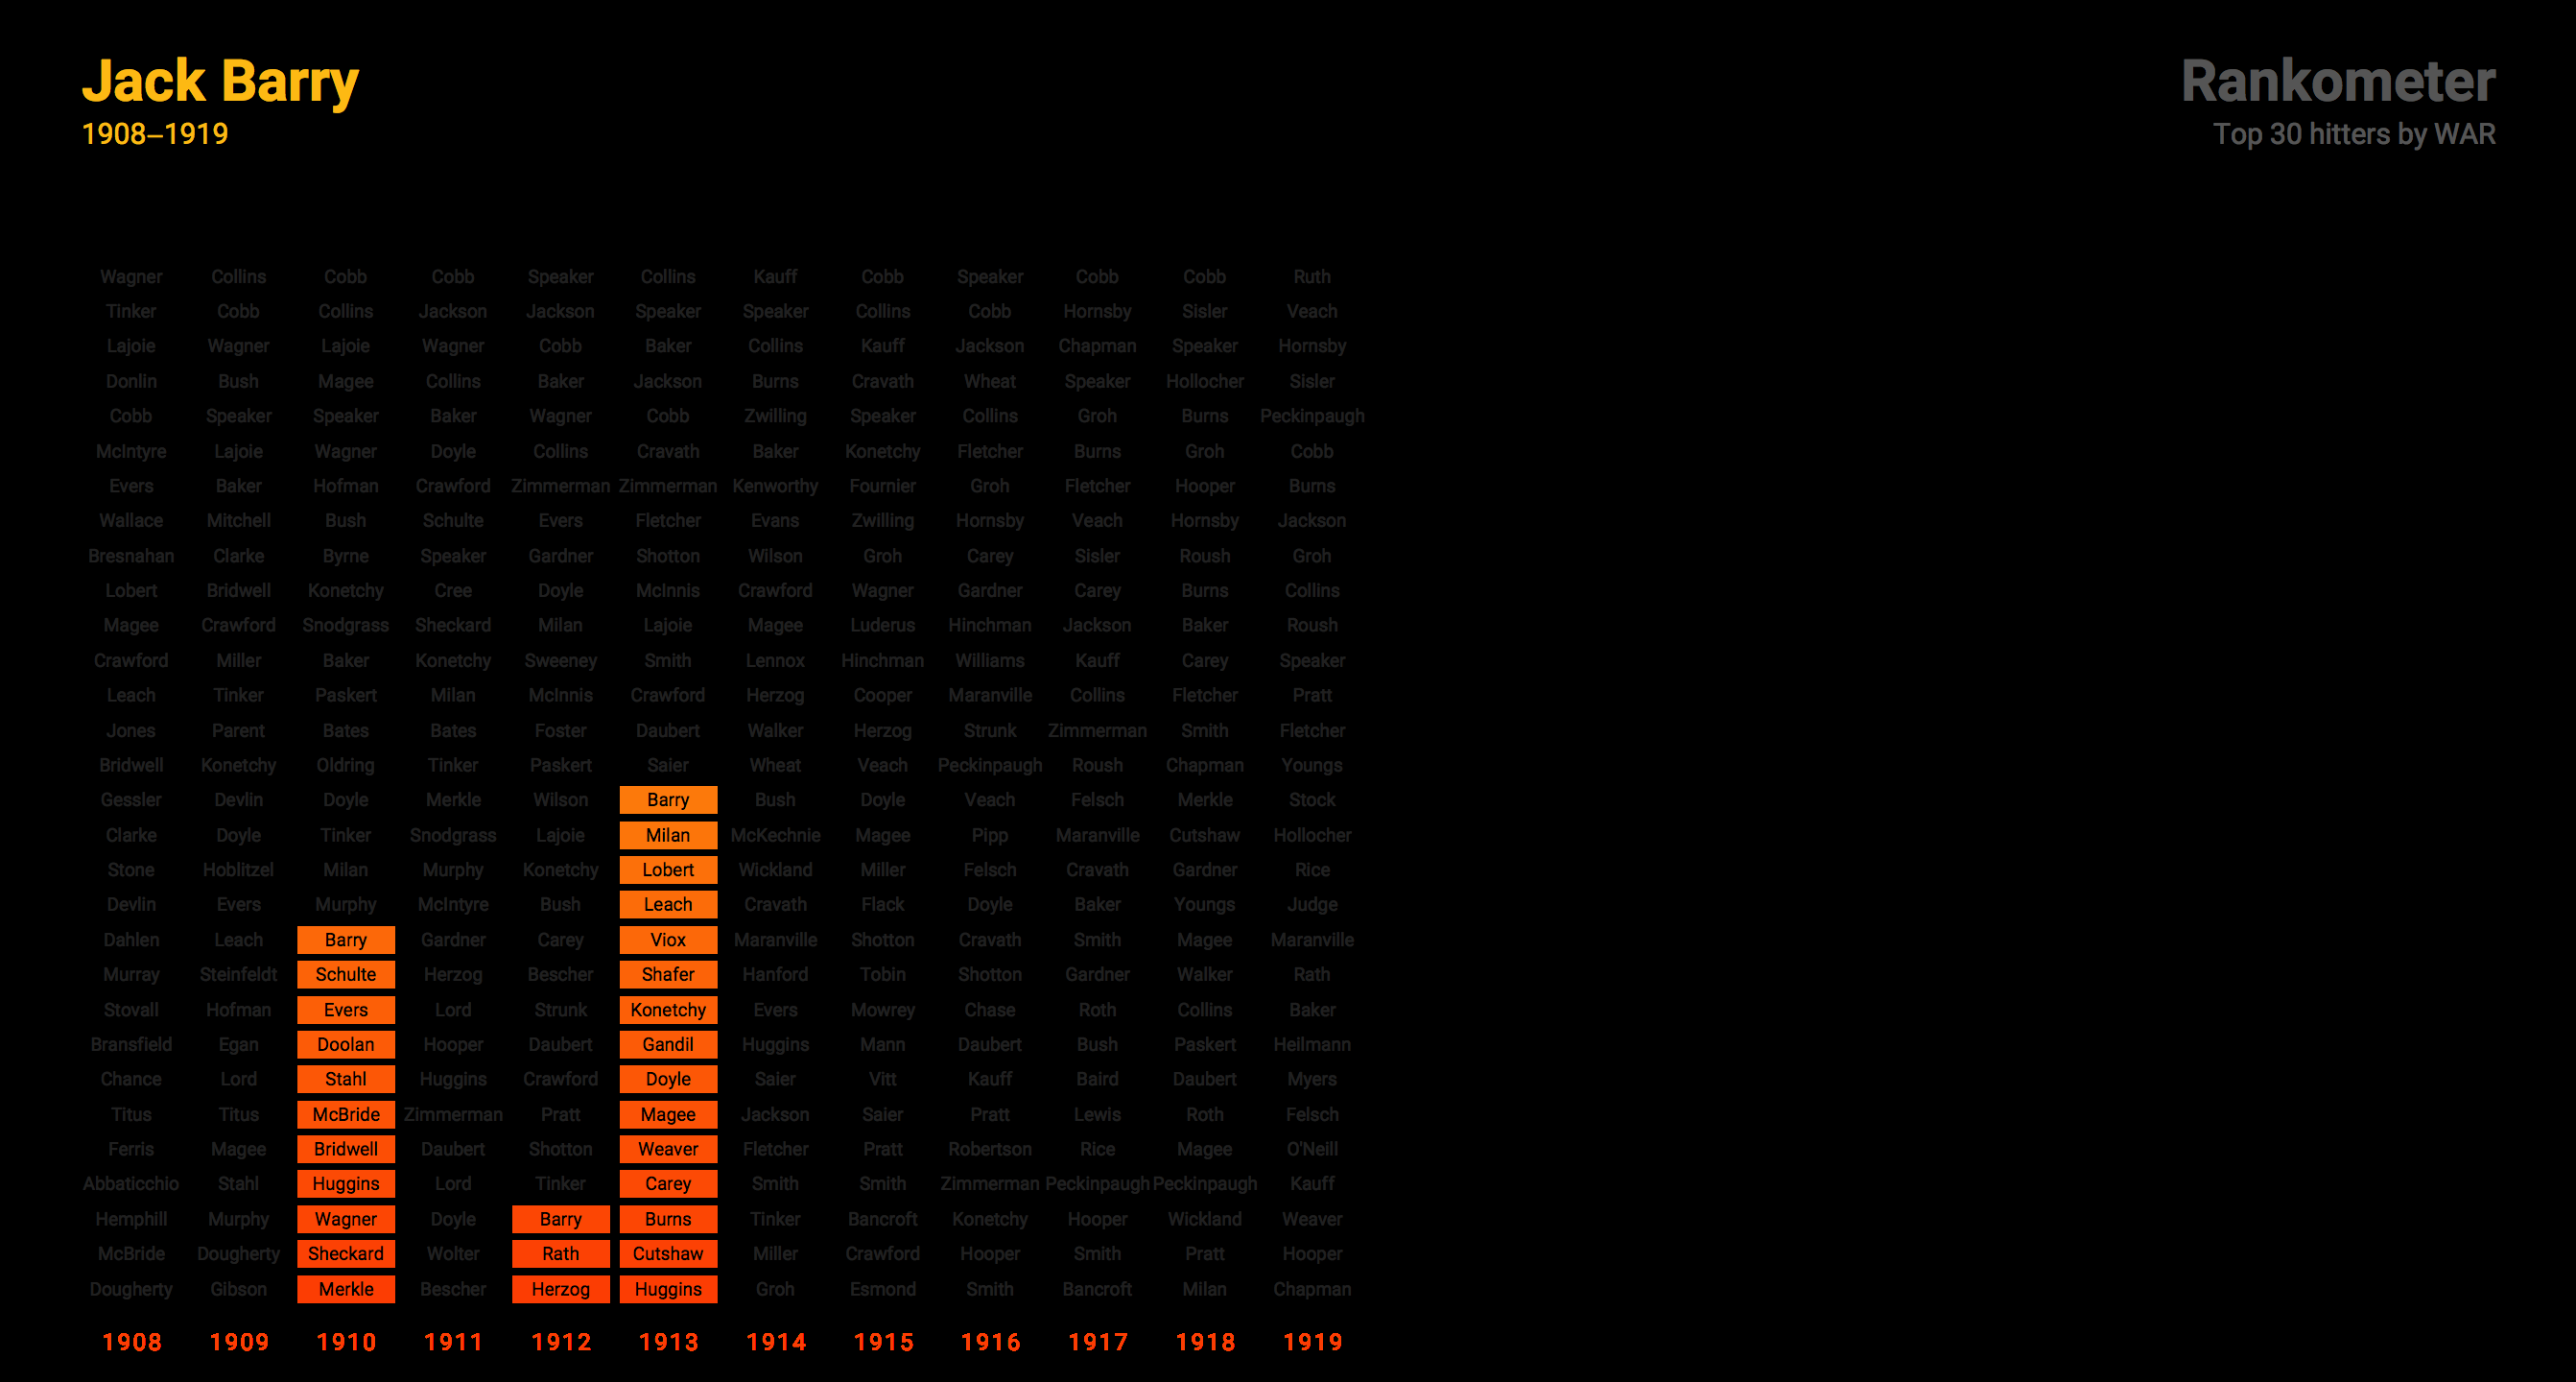 Jack Barry
1908–1919
Rankometer
Top 30 hitters by WAR
Wagner Collins Cobb Cobb Speaker Collins Kauff Cobb Speaker Cobb Cobb Ruth
Tinker Cobb Collins Jackson Jackson Speaker Speaker Collins Cobb Hornsby Sisler Veach
Lajoie Wagner Lajoie Wagner Cobb Baker Collins Kauff Jackson Chapman Speaker Hornsby
Donlin Bush Magee Collins Baker Jackson Burns Cravath Wheat Speaker Hollocher Sisler
Cobb Speaker Speaker Baker Wagner Cobb Zwilling Speaker Collins Groh Burns Peckinpaugh
McIntyre Lajoie Wagner Doyle Collins Cravath Baker Konetchy Fletcher Burns Groh Cobb
Evers Baker Hofman Crawford Zimmerman Zimmerman Kenworthy Fournier Groh Fletcher Hooper Burns
Wallace Mitchell Bush Schulte Evers Fletcher Evans Zwilling Hornsby Veach Hornsby Jackson
Bresnahan Clarke Byrne Speaker Gardner Shotton Wilson Groh Carey Sisler Roush Groh
Lobert Bridwell Konetchy Cree Doyle McInnis Crawford Wagner Gardner Carey Burns Collins
Magee Crawford Snodgrass Sheckard Milan Lajoie Magee Luderus Hinchman Jackson Baker Roush
Crawford Miller Baker Konetchy Sweeney Smith Lennox Hinchman Williams Kauff Carey Speaker
Leach Tinker Paskert Milan McInnis Crawford Herzog Cooper Maranville Collins Fletcher Pratt
Jones Parent Bates Bates Foster Daubert Walker Herzog Strunk Zimmerman Smith Fletcher
Bridwell Konetchy Oldring Tinker Paskert Saier Wheat Veach Peckinpaugh Roush Chapman Youngs
Gessler Devlin Doyle Merkle Wilson Barry Bush Doyle Veach Felsch Merkle Stock
Clarke Doyle Tinker Snodgrass Lajoie Milan McKechnie Magee Pipp Maranville Cutshaw Hollocher
Stone Hoblitzel Milan Murphy Konetchy Lobert Wickland Miller Felsch Cravath Gardner Rice
Devlin Evers Murphy McIntyre Bush Leach Cravath Flack Doyle Baker Youngs Judge
Dahlen Leach Barry Gardner Carey Viox Maranville Shotton Cravath Smith Magee Maranville
Murray Steinfeldt Schulte Herzog Bescher Shafer Hanford Tobin Shotton Gardner Walker Rath
Stovall Hofman Evers Lord Strunk Konetchy Evers Mowrey Chase Roth Collins Baker
Bransfield Egan Doolan Hooper Daubert Gandil Huggins Mann Daubert Bush Paskert Heilmann
Chance Lord Stahl Huggins Crawford Doyle Saier Vitt Kauff Baird Daubert Myers
Titus Titus McBride Zimmerman Pratt Magee Jackson Saier Pratt Lewis Roth Felsch
Ferris Magee Bridwell Daubert Shotton Weaver Fletcher Pratt Robertson Rice Magee O'Neill
Abbaticchio Stahl Huggins Lord Tinker Carey Smith Smith Zimmerman Peckinpaugh Peckinpaugh Kauff
Hemphill Murphy Wagner Doyle Barry Burns Tinker Bancroft Konetchy Hooper Wickland Weaver
McBride Dougherty Sheckard Wolter Rath Cutshaw Miller Crawford Hooper Smith Pratt Hooper
Dougherty Gibson Merkle Bescher Herzog Huggins Groh Esmond Smith Bancroft Milan Chapman
1908 1909 1910 1911 1912 1913 1914 1915 1916 1917 1918 1919